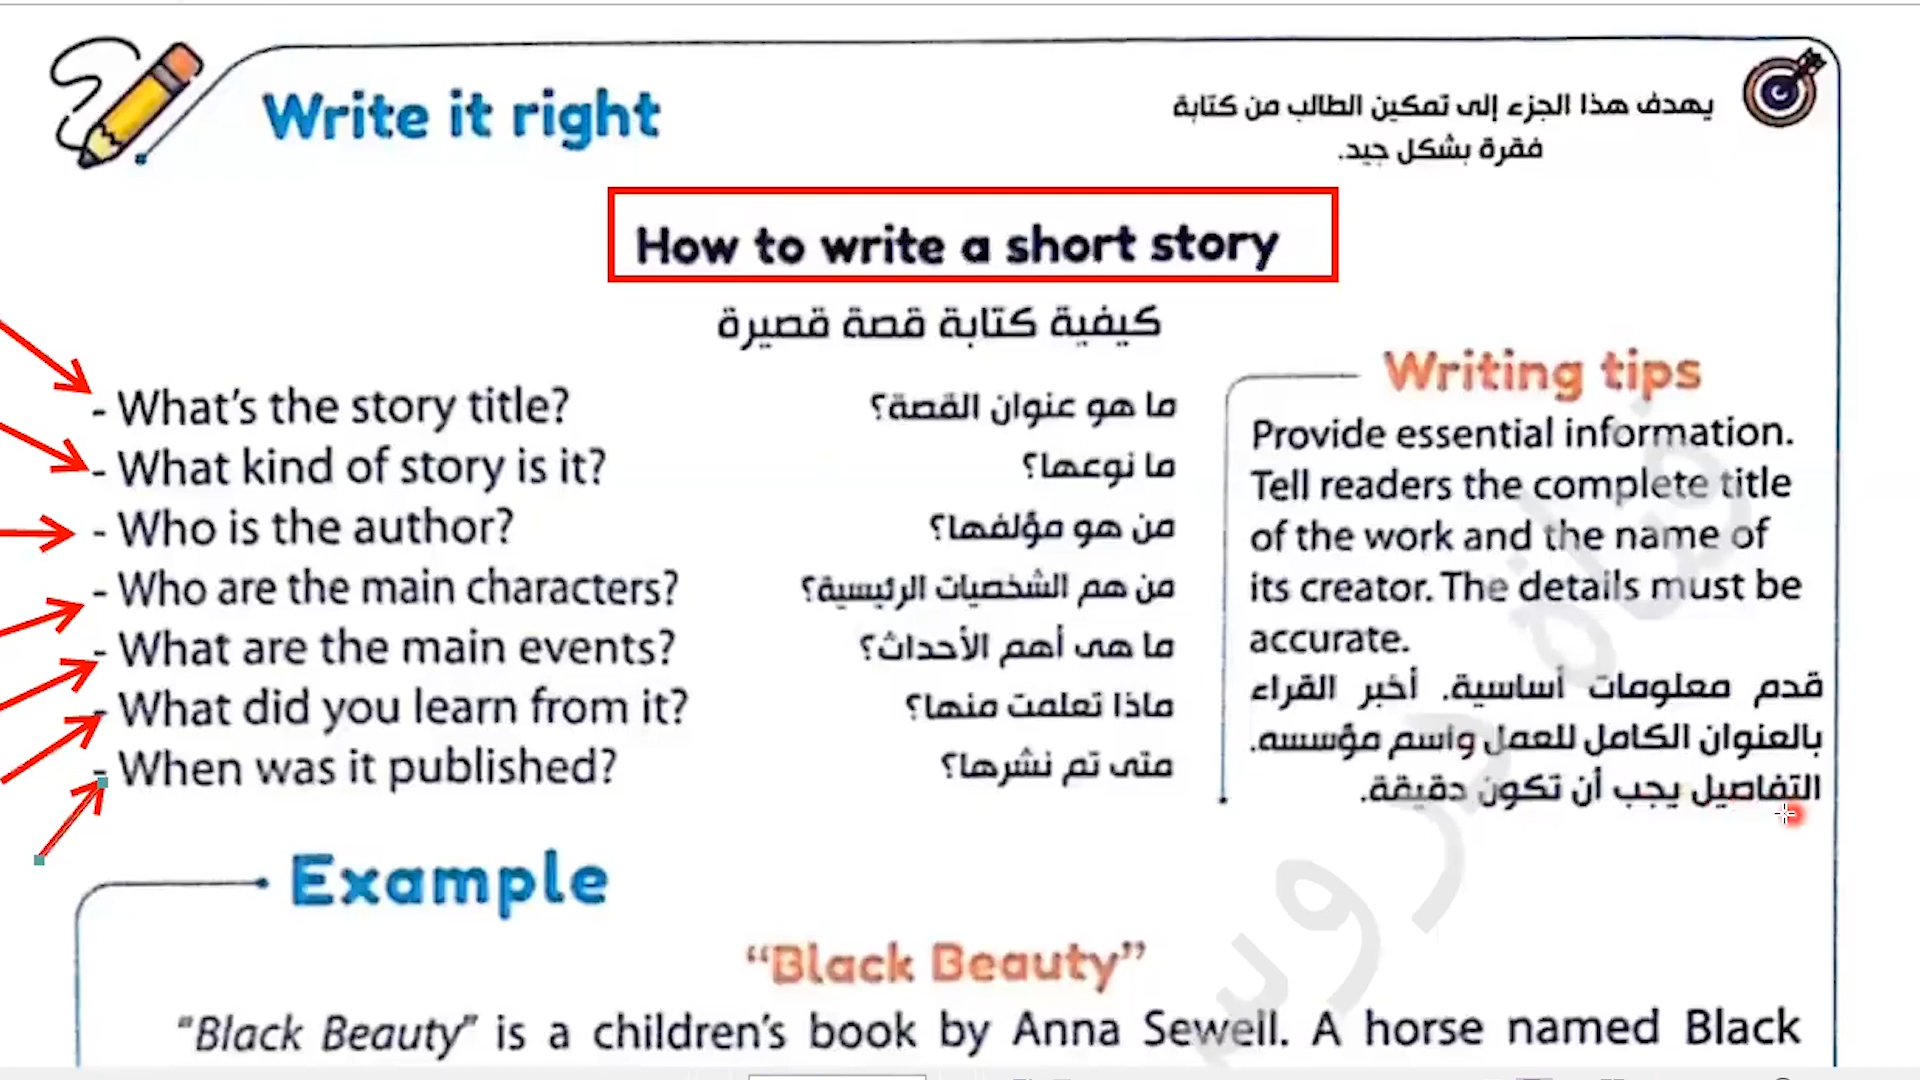 Write it right
يهدف هذا الجزء إلى تمكين الطالب من كتابة
فقرة بشكل جيد.
How to write a short story
كيفية كتابة قصة قصيرة
- What's the story title? ما هو عنوان القصة؟
- What kind of story is it? ما نوعها؟
- Who is the author? من هو مؤلفها؟
- Who are the main characters? من هم الشخصيات الرئيسية؟
- What are the main events? ما هى أهم الأحداث؟
- What did you learn from it? ماذا تعلمت منها؟
- When was it published? متى تم نشرها؟
Writing tips
Provide essential information.
Tell readers the complete title
of the work and the name of
its creator. The details must be
accurate.
قدم معلومات أساسية. أخبر القراء
بالعنوان الكامل للعمل واسم مؤسسه.
التفاصيل يجب أن تكون دقيقة.
Example
“Black Beauty”
“Black Beauty” is a children's book by Anna Sewell. A horse named Black